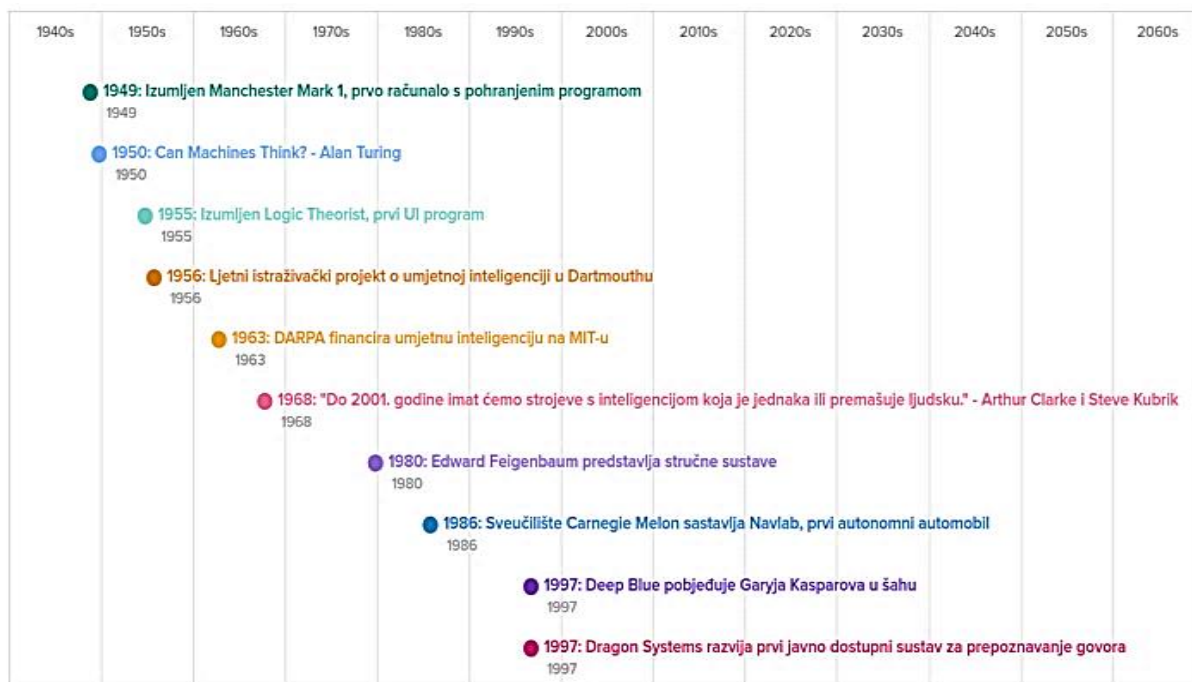 1940s 1950s 1960s 1970s 1980s 1990s 2000s 2010s 2020s 2030s 2040s 2050s 2060s
1949: Izumljen Manchester Mark 1, prvo računalo s pohranjenim programom
1949
1950: Can Machines Think? - Alan Turing
1950
1955: Izumljen Logic Theorist, prvi UI program
1955
1956: Ljetni istraživački projekt o umjetnoj inteligenciji u Dartmouthu
1956
1963: DARPA financira umjetnu inteligenciju na MIT-u
1963
1968: "Do 2001. godine imat ćemo strojeve s inteligencijom koja je jednaka ili premašuje ljudsku." - Arthur Clarke i Steve Kubrik
1968
1980: Edward Feigenbaum predstavlja stručne sustave
1980
1986: Sveučilište Carnegie Melon sastavlja Navlab, prvi autonomni automobil
1986
1997: Deep Blue pobjeđuje Garyja Kasparova u šahu
1997
1997: Dragon Systems razvija prvi javno dostupni sustav za prepoznavanje govora
1997